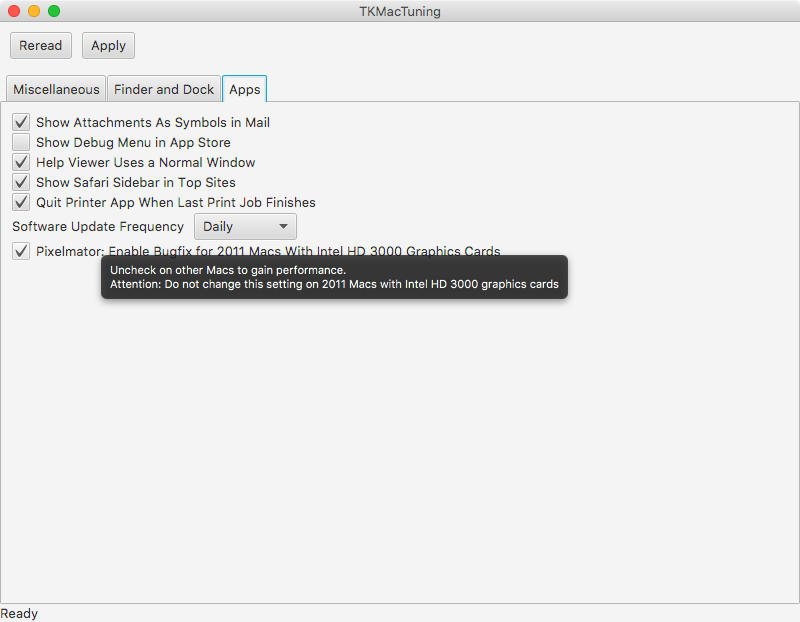 TKMacTuning
Reread Apply
Miscellaneous Finder and Dock Apps
Show Attachments As Symbols in Mail
Show Debug Menu in App Store
Help Viewer Uses a Normal Window
Show Safari Sidebar in Top Sites
Quit Printer App When Last Print Job Finishes
Software Update Frequency Daily
Pixelmator: Enable Bugfix for 2011 Macs With Intel HD 3000 Graphics Cards
Uncheck on other Macs to gain performance.
Attention: Do not change this setting on 2011 Macs with Intel HD 3000 graphics cards
Ready